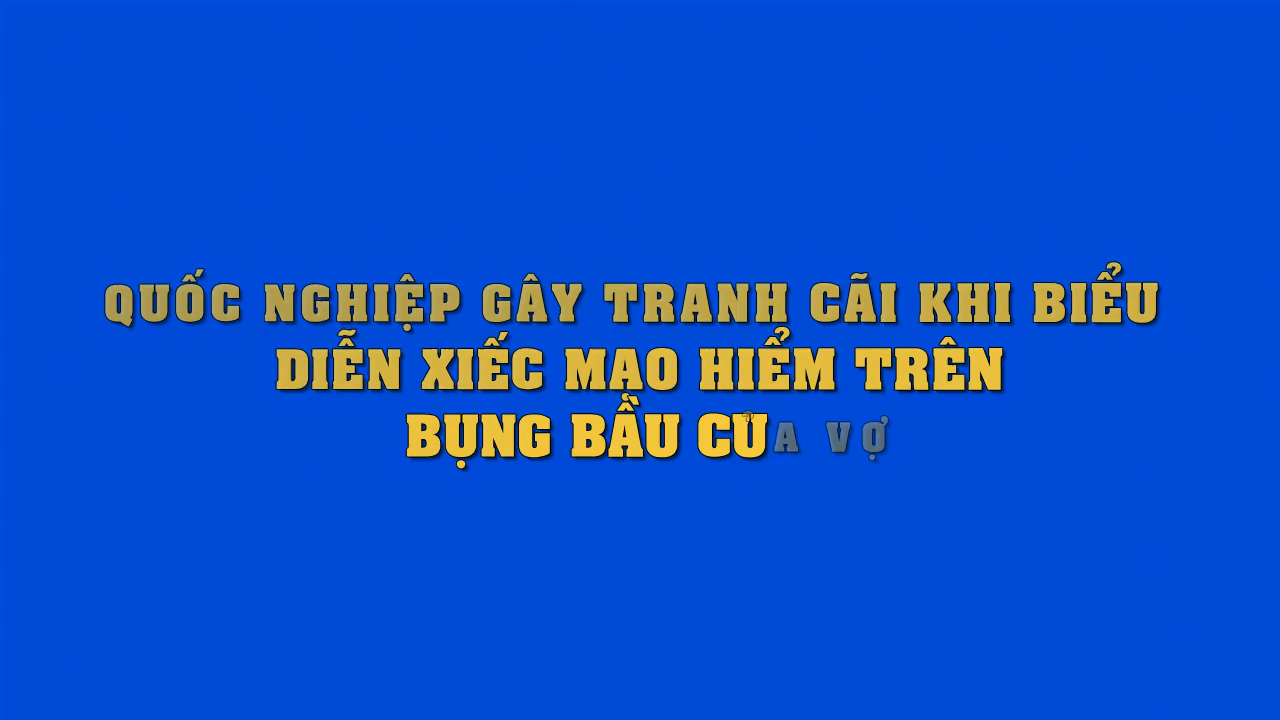 QUỐC NGHIỆP GÂY TRANH CÃI KHI BIỂU
DIỄN XIẾC MẠO HIỂM TRÊN
BỤNG BẦU CỦA VỢ